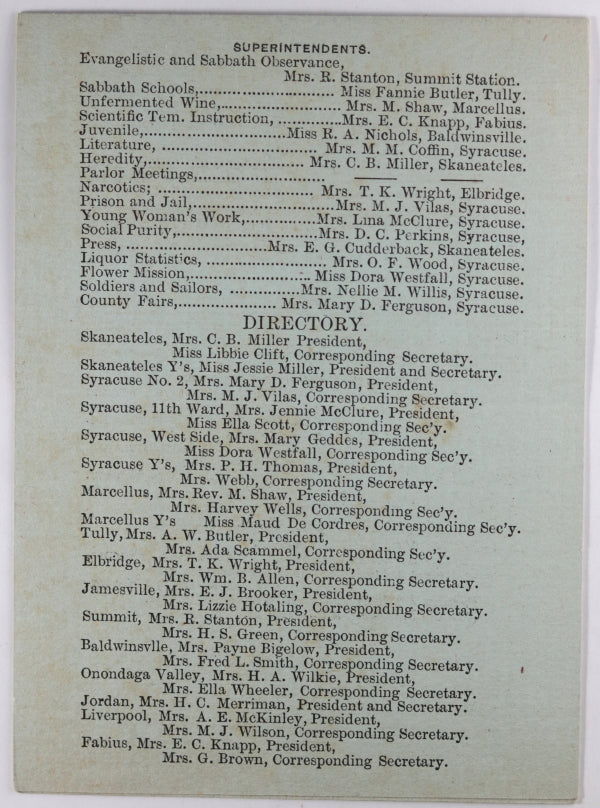 SUPERINTENDENTS.
Evangelistic and Sabbath Observance,
Mrs. R. Stanton, Summit Station.
Sabbath Schools,............................ Miss Fannie Butler, Tully.
Unfermented Wine,........................ Mrs. M. Shaw, Marcellus.
Scientific Tem. Instruction, .............Mrs. E. C. Knapp, Fabius.
Juvenile,............................Miss R. A. Nichols, Baldwinsville.
Literature, ................................ Mrs. M. M. Coffin, Syracuse.
Heredity,................................ Mrs. C. B. Miller, Skaneateles.
Parlor Meetings,..........................
Narcotics; ............................... Mrs. T. K. Wright, Elbridge.
Prison and Jail,.............................Mrs. M. J. Vilas, Syracuse.
Young Woman's Work,..............Mrs. Lina McClure, Syracuse.
Social Purity,............................Mrs. D. C. Perkins, Syracuse,
Press, ............................Mrs. E. G. Cudderback, Skaneateles.
Liquor Statistics, ......................... Mrs. O. F. Wood, Syracuse.
Flower Mission,........................ Miss Dora Westfall, Syracuse.
Soldiers and Sailors, ..............Mrs. Nellie M. Willis, Syracuse.
County Fairs,.................... Mrs. Mary D. Ferguson, Syracuse.
DIRECTORY.
Skaneateles, Mrs. C. B. Miller President,
Miss Libbie Clift, Corresponding Secretary.
Skaneateles Y's, Miss Jessie Miller, President and Secretary.
Syracuse No. 2, Mrs. Mary D. Ferguson, President,
Mrs. M. J. Vilas, Corresponding Secretary.
Syracuse, 11th Ward, Mrs. Jennie McClure, President,
Miss Ella Scott, Corresponding Sec'y.
Syracuse, West Side, Mrs. Mary Geddes, President,
Miss Dora Westfall, Corresponding Sec'y.
Syracuse Y's, Mrs. P. H. Thomas, President,
Mrs. Webb, Corresponding Secretary.
Marcellus, Mrs. Rev. M. Shaw, President,
Mrs. Harvey Wells, Corresponding Sec'y.
Marcellus Y's Miss Maud De Cordres, Corresponding Sec'y.
Tully, Mrs. A. W. Butler, President,
Mrs. Ada Scammel, Corresponding Sec'y.
Elbridge, Mrs. T. K. Wright, President,
Mrs. Wm. B. Allen, Corresponding Secretary.
Jamesville, Mrs. E. J. Brooker, President,
Mrs. Lizzie Hotaling, Corresponding Secretary.
Summit, Mrs. R. Stanton, President,
Mrs. H. S. Green, Corresponding Secretary.
Baldwinsvlle, Mrs. Payne Bigelow, President,
Mrs. Fred L. Smith, Corresponding Secretary.
Onondaga Valley, Mrs. H. A. Wilkie, President,
Mrs. Ella Wheeler, Corresponding Secretary.
Jordan, Mrs. H. C. Merriman, President and Secretary.
Liverpool, Mrs. A. E. McKinley, President,
Mrs. M. J. Wilson, Corresponding Secretary.
Fabius, Mrs. E. C. Knapp, President,
Mrs. G. Brown, Corresponding Secretary.